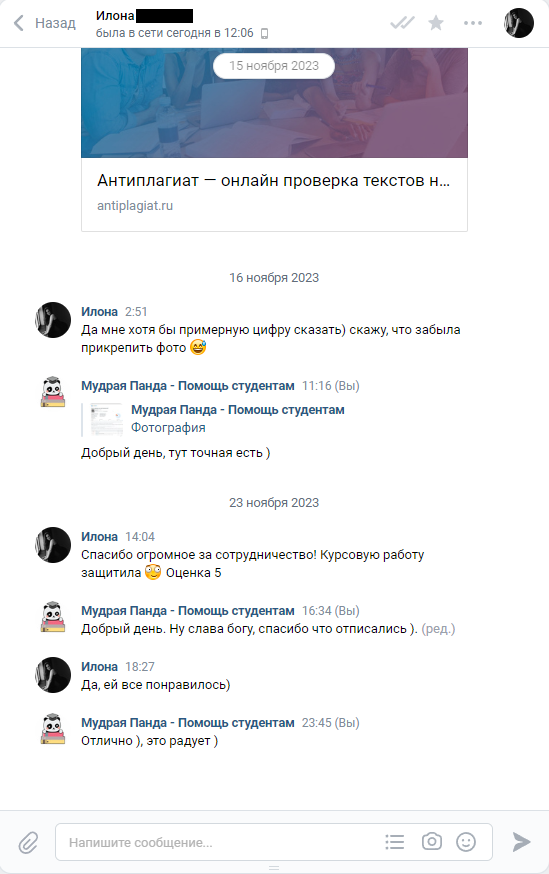 Назад
Илона
была в сети сегодня в 12:06
15 ноября 2023
Антиплагиат — онлайн проверка текстов н...
antiplagiat.ru
16 ноября 2023
Илона 2:51
Да мне хотя бы примерную цифру сказать) скажу, что забыла
прикрепить фото 😅
Мудрая Панда - Помощь студентам 11:16 (Вы)
Мудрая Панда - Помощь студентам
Фотография
Добрый день, тут точная есть )
23 ноября 2023
Илона 14:04
Спасибо огромное за сотрудничество! Курсовую работу
защитила 😳 Оценка 5
Мудрая Панда - Помощь студентам 16:34 (Вы)
Добрый день. Ну слава богу, спасибо что отписались ). (ред.)
Илона 18:27
Да, ей все понравилось)
Мудрая Панда - Помощь студентам 23:45 (Вы)
Отлично ), это радует )
Напишите сообщение...